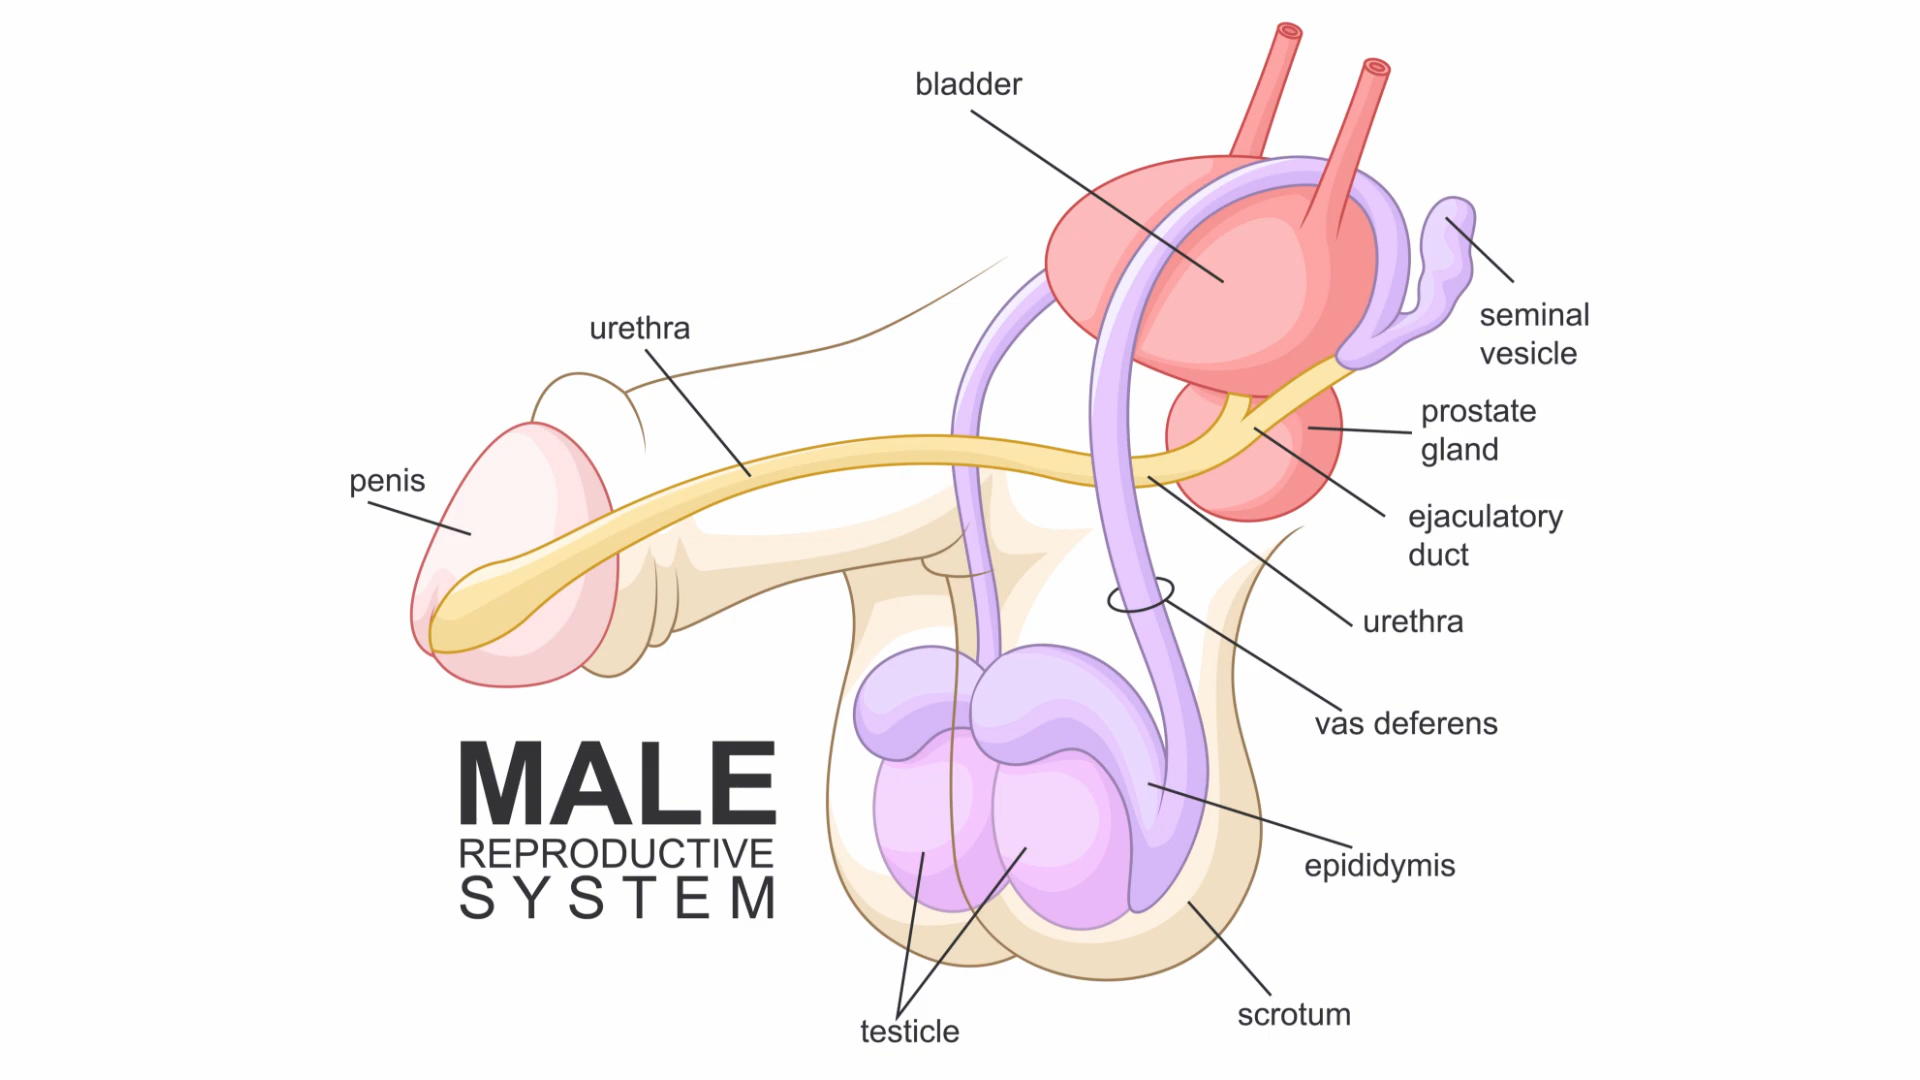 bladder
urethra
seminal
vesicle
prostate
gland
penis
ejaculatory
duct
urethra
vas deferens
MALE
REPRODUCTIVE
SYSTEM
epididymis
scrotum
testicle